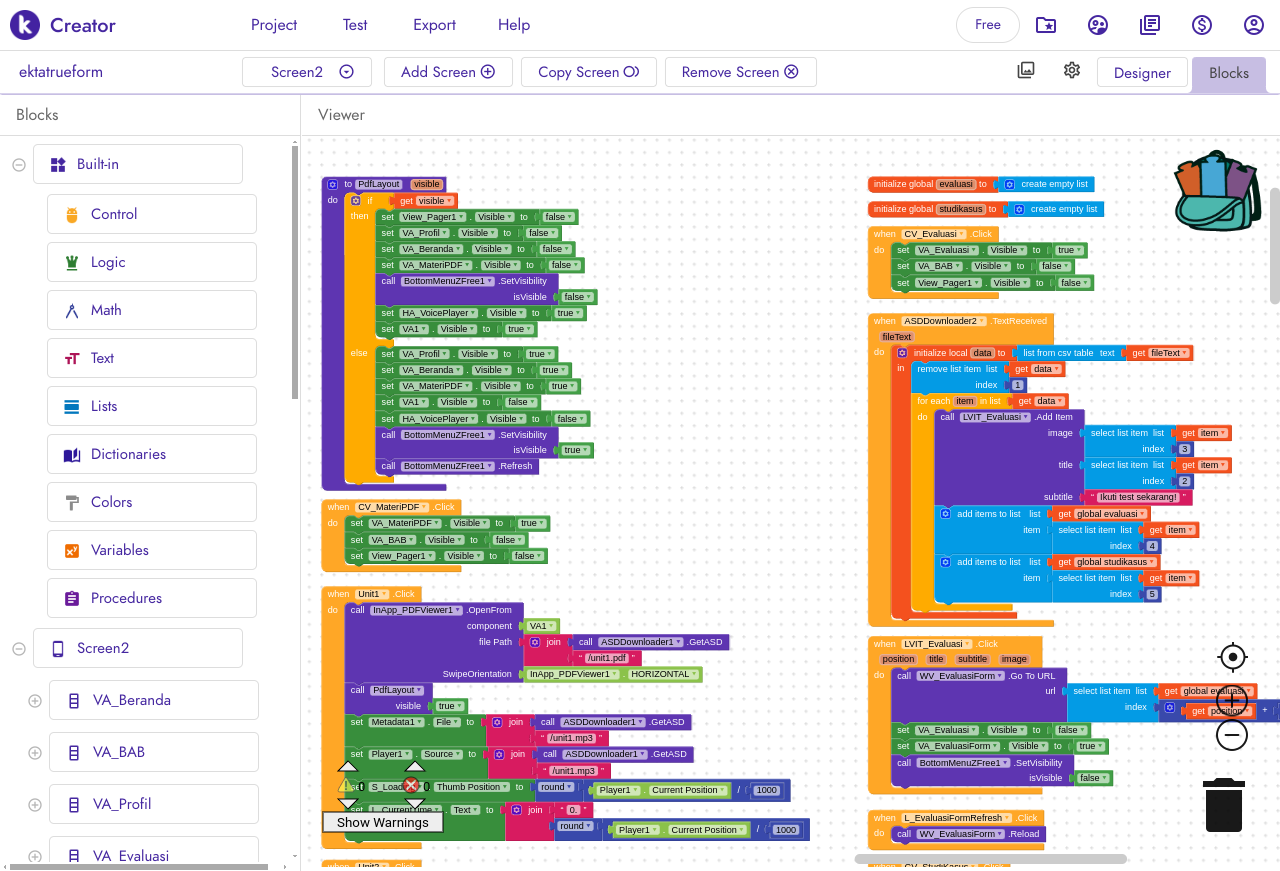 Creator
Project Test Export Help
Free
ektatrueform
Screen2
Add Screen
Copy Screen
Remove Screen
Designer
Blocks
Blocks
Viewer
Built-in
Control
Logic
Math
Text
Lists
Dictionaries
Colors
Variables
Procedures
Screen2
VA_Beranda
VA_BAB
VA_Profil
VA_Evaluasi
to PdfLayout visible
do if get visible
then set View_Pager1 . Visible to false
set VA_Profil . Visible to false
set VA_Beranda . Visible to false
set VA_MateriPDF . Visible to false
call BottomMenuZFree1 .SetVisibility
isVisible false
set HA_VoicePlayer . Visible to true
set VA1 . Visible to true
else set VA_Profil . Visible to true
set VA_Beranda . Visible to true
set VA_MateriPDF . Visible to true
set VA1 . Visible to false
set HA_VoicePlayer . Visible to false
call BottomMenuZFree1 .SetVisibility
isVisible true
call BottomMenuZFree1 .Refresh
when CV_MateriPDF .Click
do set VA_MateriPDF . Visible to true
set VA_BAB . Visible to false
set View_Pager1 . Visible to false
when Unit1 .Click
do call InApp_PDFViewer1 .OpenFrom
component VA1
file Path join call ASDDownloader1 .GetASD
" /unit1.pdf "
SwipeOrientation InApp_PDFViewer1 . HORIZONTAL
call PdfLayout
visible true
set Metadata1 . File to join call ASDDownloader1 .GetASD
" /unit1.mp3 "
set Player1 . Source to join call ASDDownloader1 .GetASD
" /unit1.mp3 "
Thumb Position to round Player1 . Current Position / 1000
0 0
. Text to join " 0. "
round Player1 . Current Position / 1000
Show Warnings
when Unit2 .Click
initialize global evaluasi to create empty list
initialize global studikasus to create empty list
when CV_Evaluasi .Click
do set VA_Evaluasi . Visible to true
set VA_BAB . Visible to false
set View_Pager1 . Visible to false
when ASDDownloader2 .TextReceived
fileText
do initialize local data to list from csv table text get fileText
in remove list item list get data
index 1
for each item in list get data
do call LVIT_Evaluasi .Add Item
image select list item list get item
index 3
title select list item list get item
index 2
subtitle " Ikuti test sekarang! "
add items to list list get global evaluasi
item select list item list get item
index 4
add items to list list get global studikasus
item select list item list get item
index 5
when LVIT_Evaluasi .Click
position title subtitle image
do call WV_EvaluasiForm .Go To URL
url select list item list get global evaluasi
index get position +
set VA_Evaluasi . Visible to false
set VA_EvaluasiForm . Visible to true
call BottomMenuZFree1 .SetVisibility
isVisible false
when L_EvaluasiFormRefresh .Click
do call WV_EvaluasiForm .Reload
when CV_StudiKasus .Click